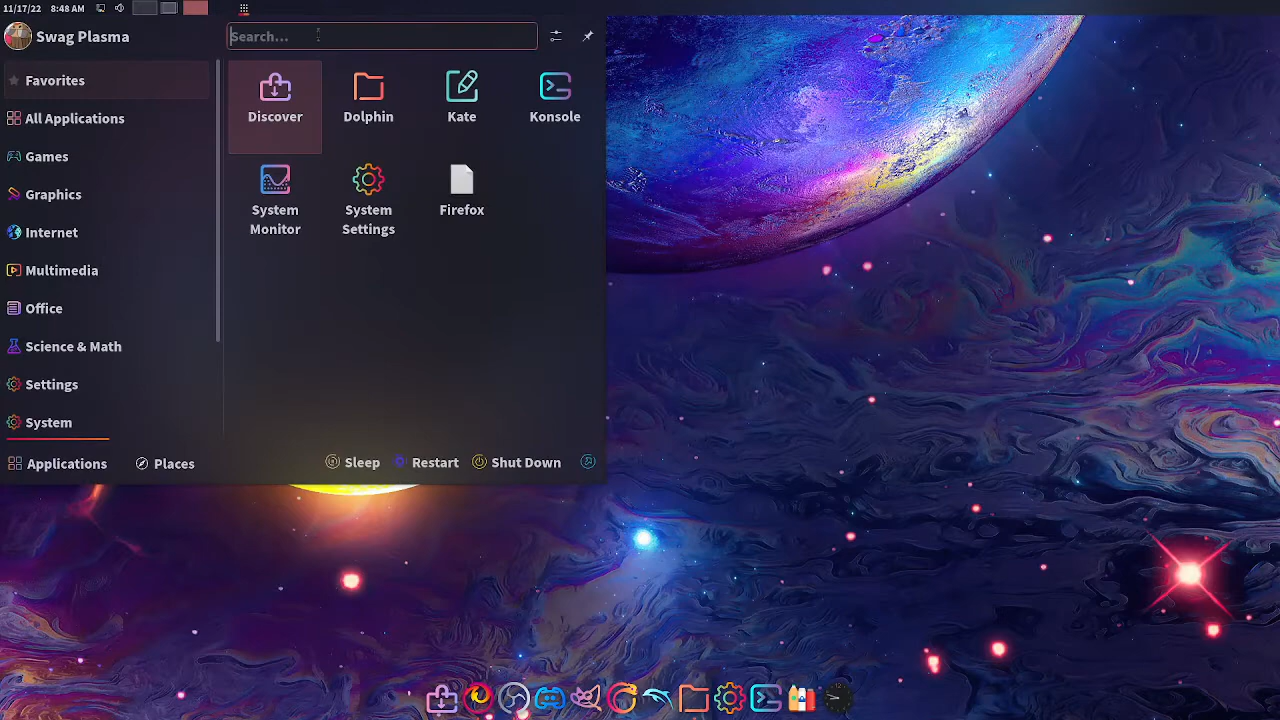 11/17/22 8:48 AM
Swag Plasma
Search...
Favorites
All Applications
Games
Graphics
Internet
Multimedia
Office
Science & Math
Settings
System
Discover
Dolphin
Kate
Konsole
System
Monitor
System
Settings
Firefox
Applications
Places
Sleep
Restart
Shut Down